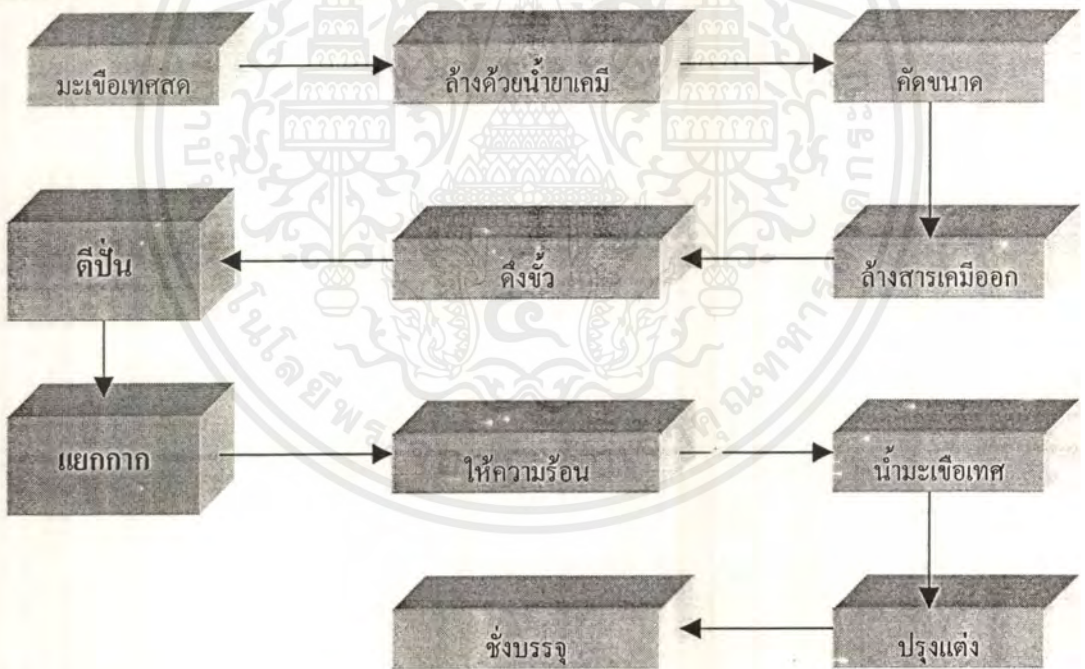 มะเขือเทศสด
ล้างด้วยน้ำยาเคมี
คัดขนาด
ล้างสารเคมีออก
ดึงขั้ว
ตีปั่น
แยกกาก
ให้ความร้อน
น้ำมะเขือเทศ
ปรุงแต่ง
ชั่งบรรจุ